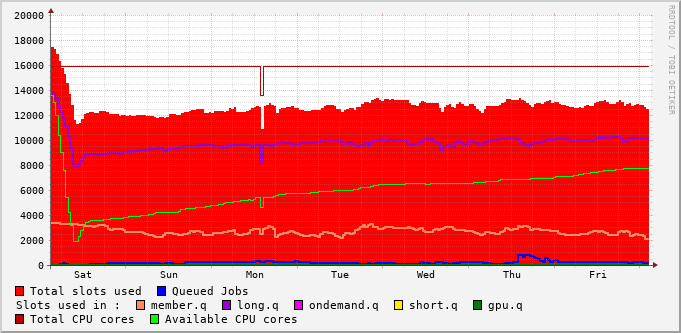 RRDTOOL / TOBI OETIKER
20000
18000
16000
14000
12000
10000
8000
6000
4000
2000
0
Sat Sun Mon Tue Wed Thu Fri
Total slots used Queued Jobs
Slots used in : member.q long.q ondemand.q short.q gpu.q
Total CPU cores Available CPU cores